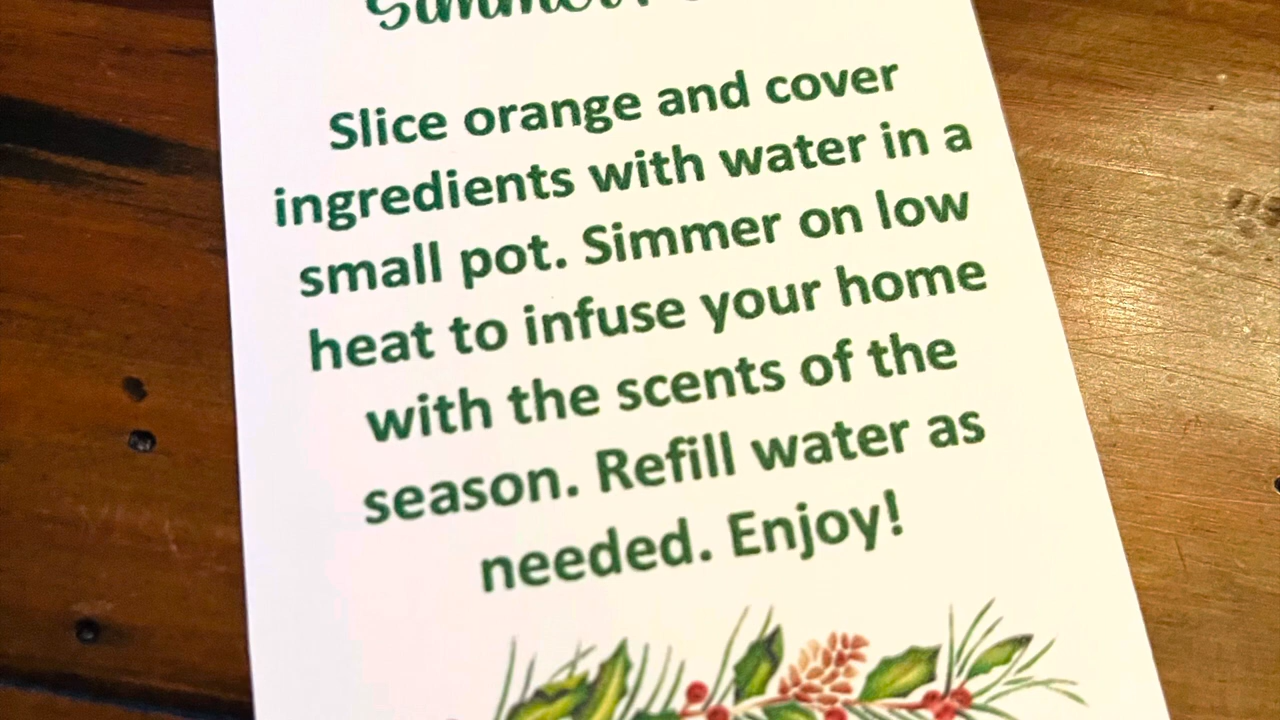 Simmer
Slice orange and cover
ingredients with water in a
small pot. Simmer on low
heat to infuse your home
with the scents of the
season. Refill water as
needed. Enjoy!